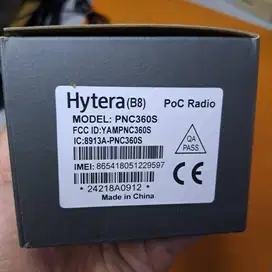 Hytera(B8) PoC Radio
MODEL: PNC360S
FCC ID:YAMPNC360S
IC:8913A-PNC360S
QA
PASS
IMEI: 865418051229597
*24218A0912*
Made in China